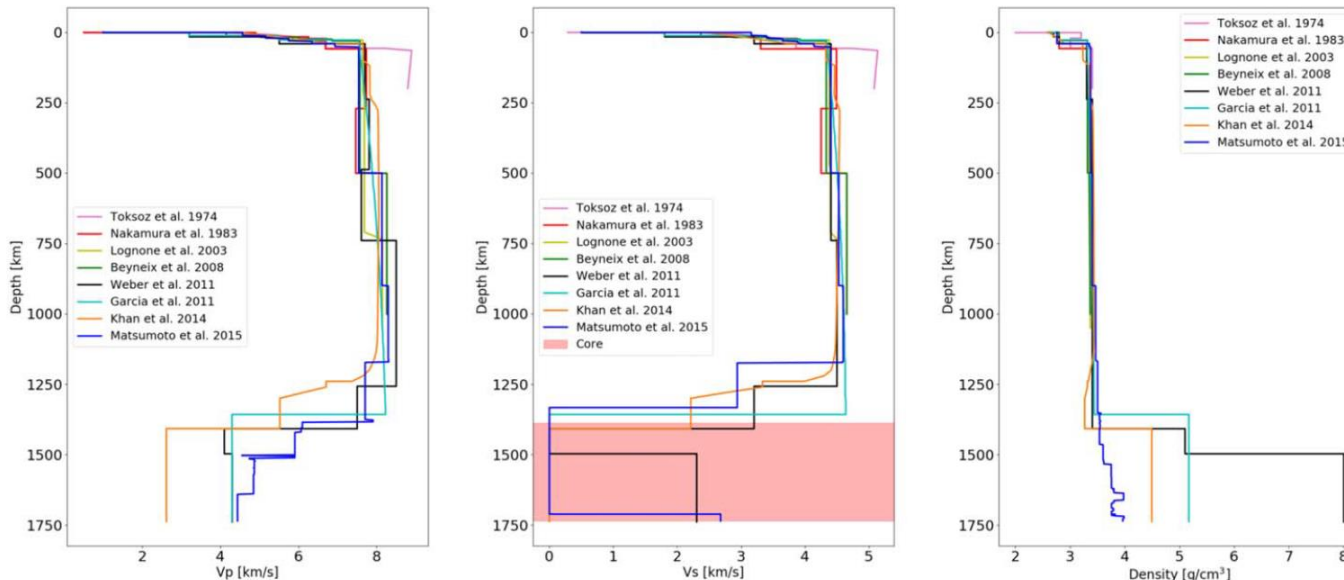 0
250
500
750
1000
1250
1500
1750
Depth [km]
Toksoz et al. 1974
Nakamura et al. 1983
Lognone et al. 2003
Beyneix et al. 2008
Weber et al. 2011
Garcia et al. 2011
Khan et al. 2014
Matsumoto et al. 2015
2 4 6 8
Vp [km/s]
0
250
500
750
1000
1250
1500
1750
Depth [km]
Toksoz et al. 1974
Nakamura et al. 1983
Lognone et al. 2003
Beyneix et al. 2008
Weber et al. 2011
Garcia et al. 2011
Khan et al. 2014
Matsumoto et al. 2015
Core
0 1 2 3 4 5
Vs [km/s]
0
250
500
750
1000
1250
1500
1750
Depth [km]
Toksoz et al. 1974
Nakamura et al. 1983
Lognone et al. 2003
Beyneix et al. 2008
Weber et al. 2011
Garcia et al. 2011
Khan et al. 2014
Matsumoto et al. 2015
2 3 4 5 6 7 8
Density [g/cm³]